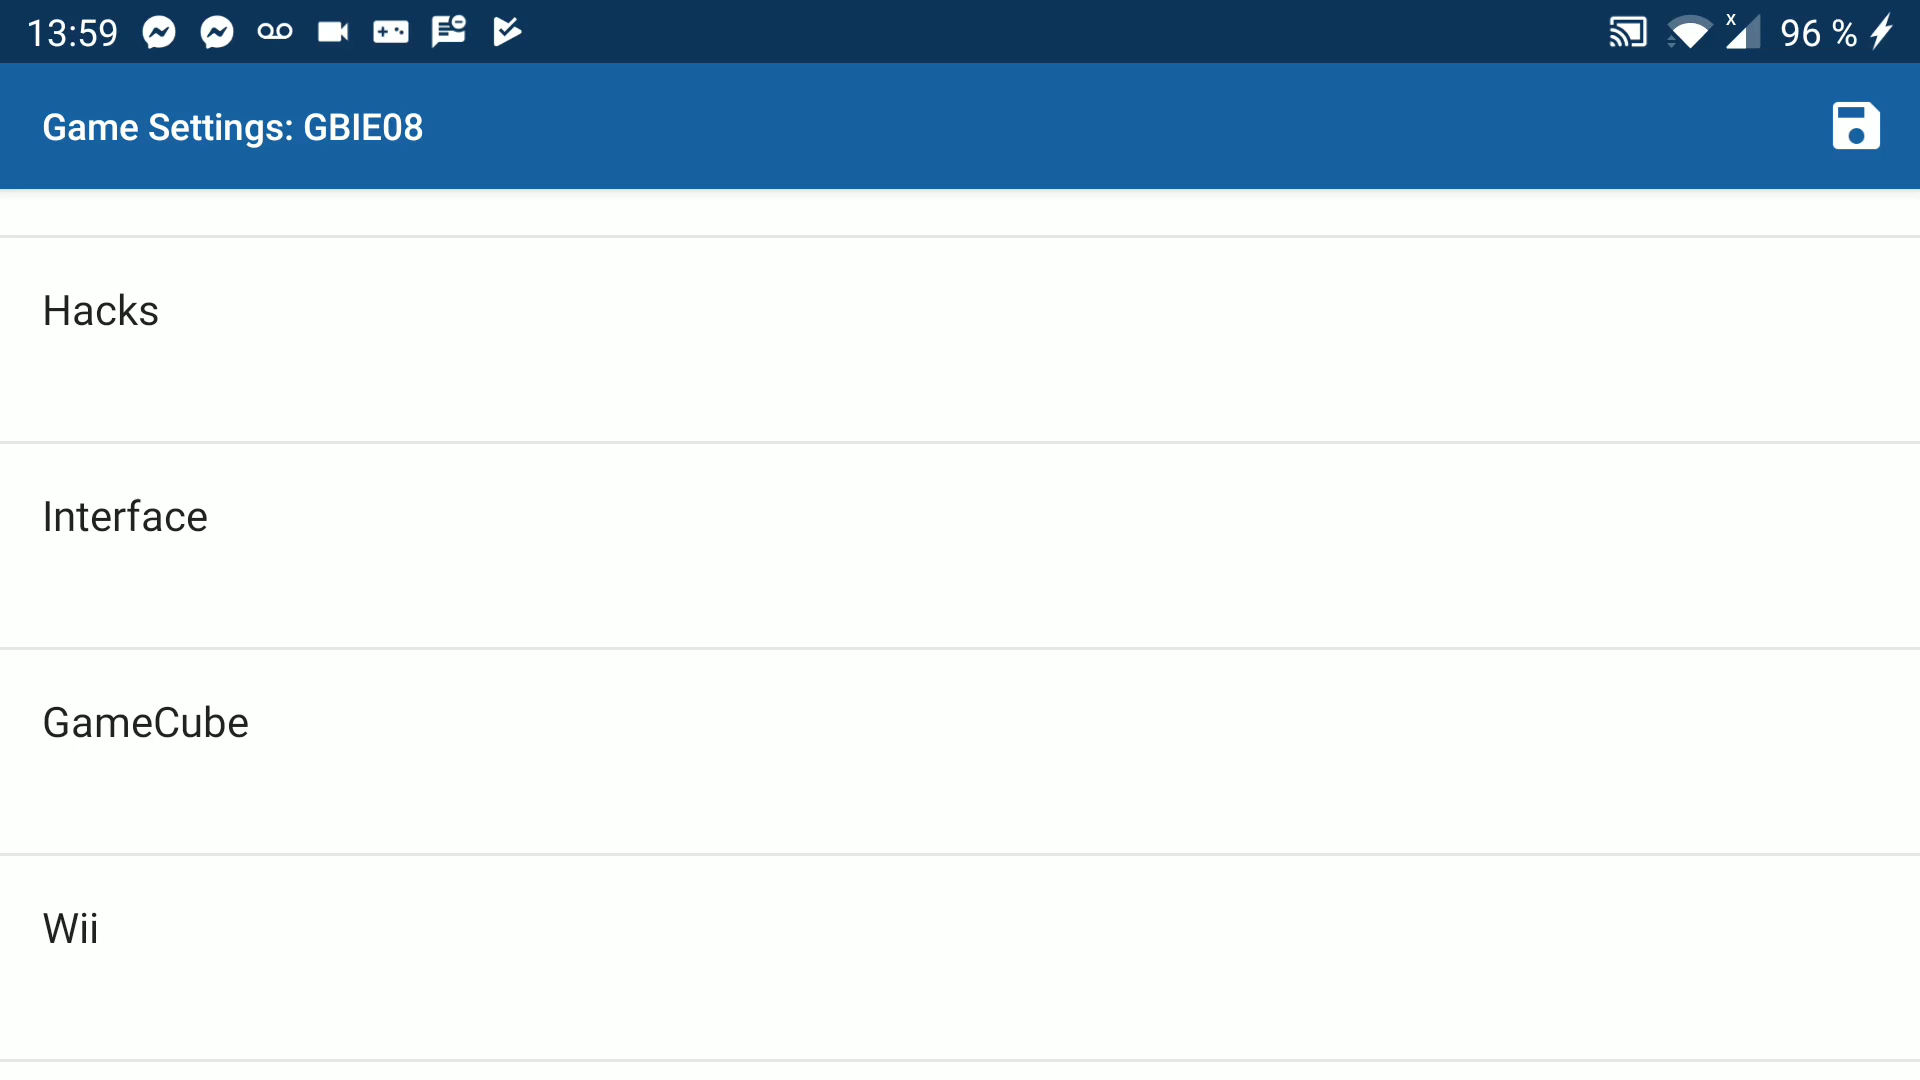 13:59
x
96 %
Game Settings: GBIE08
Hacks
Interface
GameCube
Wii